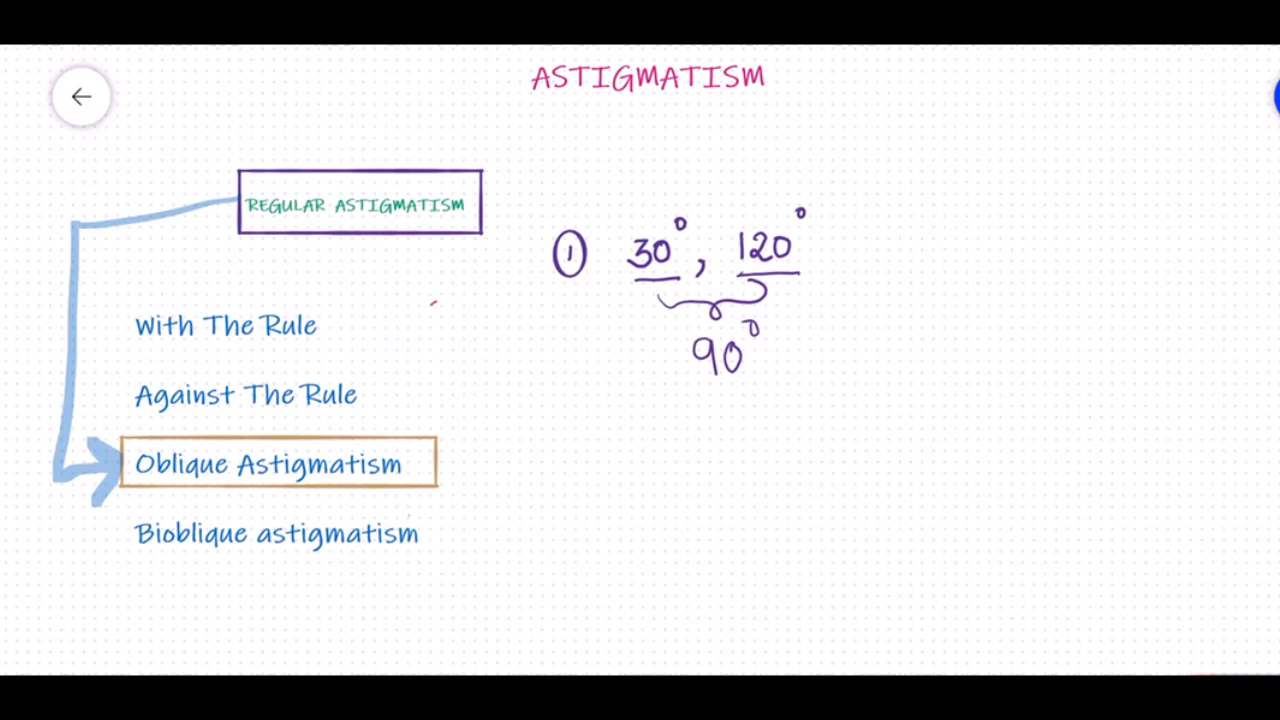 ASTIGMATISM
REGULAR ASTIGMATISM
① 30°, 120°
90°
With The Rule
Against The Rule
Oblique Astigmatism
Bioblique astigmatism